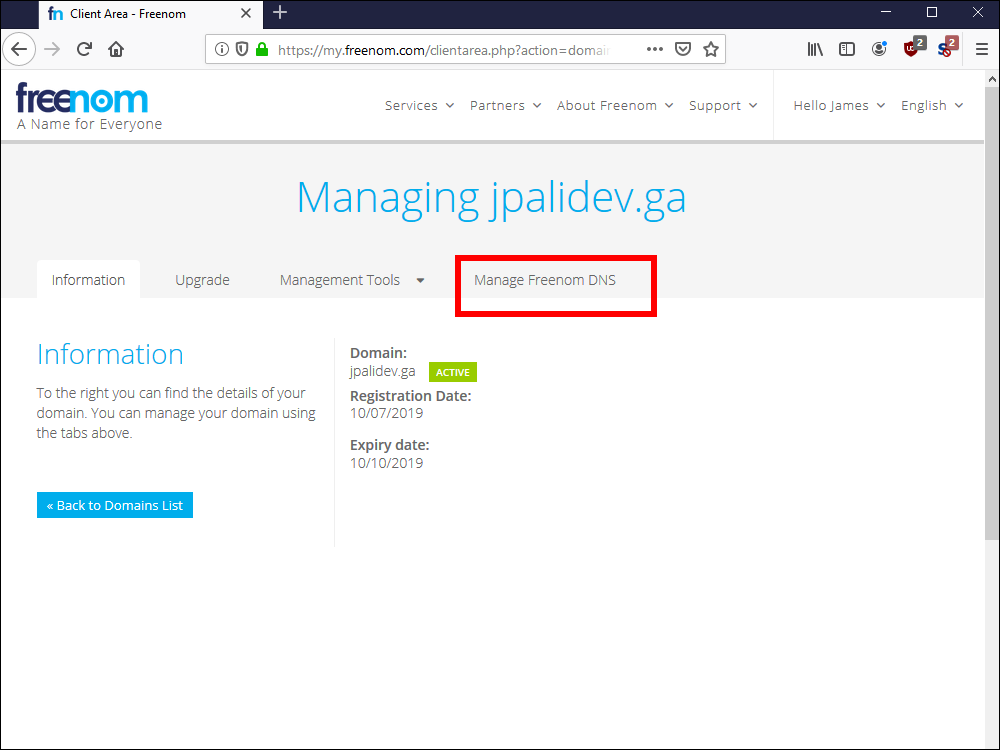 Client Area - Freenom
https://my.freenom.com/clientarea.php?action=domai
2
2
freenom
A Name for Everyone
Services Partners About Freenom Support Hello James English
Managing jpalidev.ga
Information Upgrade Management Tools Manage Freenom DNS
Information
To the right you can find the details of your
domain. You can manage your domain using
the tabs above.
« Back to Domains List
Domain:
jpalidev.ga ACTIVE
Registration Date:
10/07/2019
Expiry date:
10/10/2019